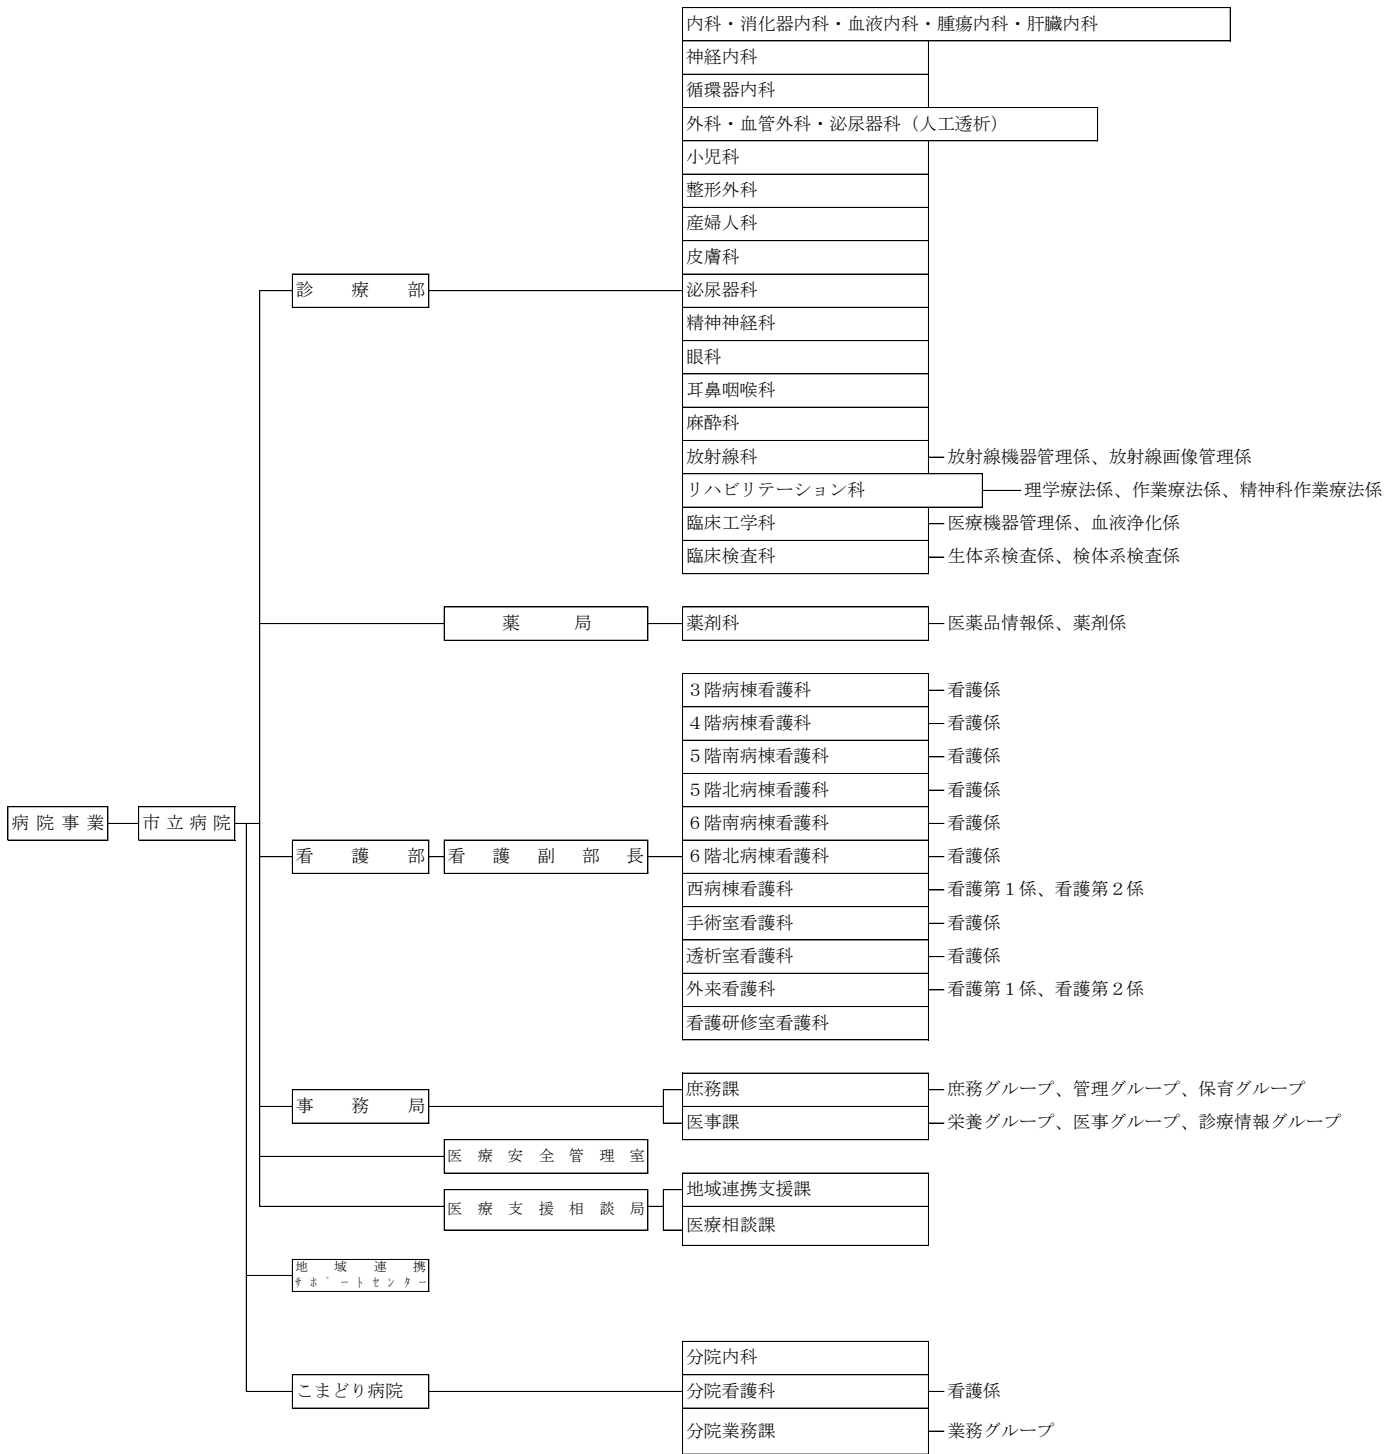 内科・消化器内科・血液内科・腫瘍内科・肝臓内科
神経内科
循環器内科
外科・血管外科・泌尿器科（人工透析）
小児科
整形外科
産婦人科
皮膚科
診療部 泌尿器科
精神神経科
眼科
耳鼻咽喉科
麻酔科
放射線科 放射線機器管理係、放射線画像管理係
リハビリテーション科 理学療法係、作業療法係、精神科作業療法係
臨床工学科 医療機器管理係、血液浄化係
臨床検査科 生体系検査係、検体系検査係
薬局 薬剤科 医薬品情報係、薬剤係
３階病棟看護科 看護係
４階病棟看護科 看護係
５階南病棟看護科 看護係
５階北病棟看護科 看護係
病院事業 市立病院 ６階南病棟看護科 看護係
看護部 看護副部長 ６階北病棟看護科 看護係
西病棟看護科 看護第１係、看護第２係
手術室看護科 看護係
透析室看護科 看護係
外来看護科 看護第１係、看護第２係
看護研修室看護科
庶務課 庶務グループ、管理グループ、保育グループ
事務局
医事課 栄養グループ、医事グループ、診療情報グループ
医療安全管理室
地域連携支援課
医療支援相談局
医療相談課
地域連携
ｻﾎﾟｰﾄｾﾝﾀｰ
分院内科
こまどり病院 分院看護科 看護係
分院業務課 業務グループ